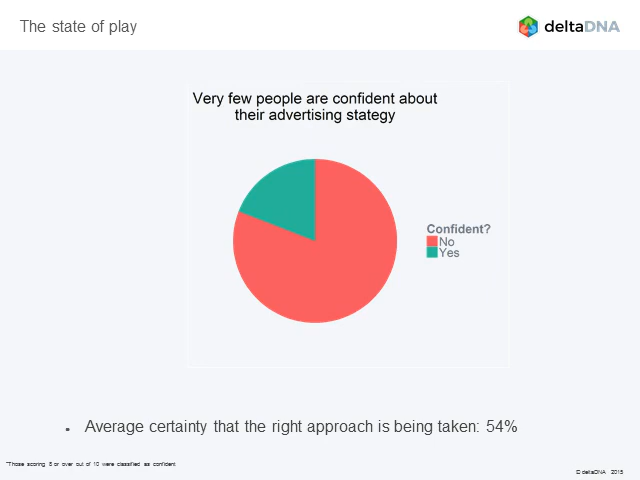 The state of play
deltaDNA
Very few people are confident about
their advertising stategy
Confident?
No
Yes
• Average certainty that the right approach is being taken: 54%
*Those scoring 8 or over out of 10 were classified as confident
© deltaDNA 2015